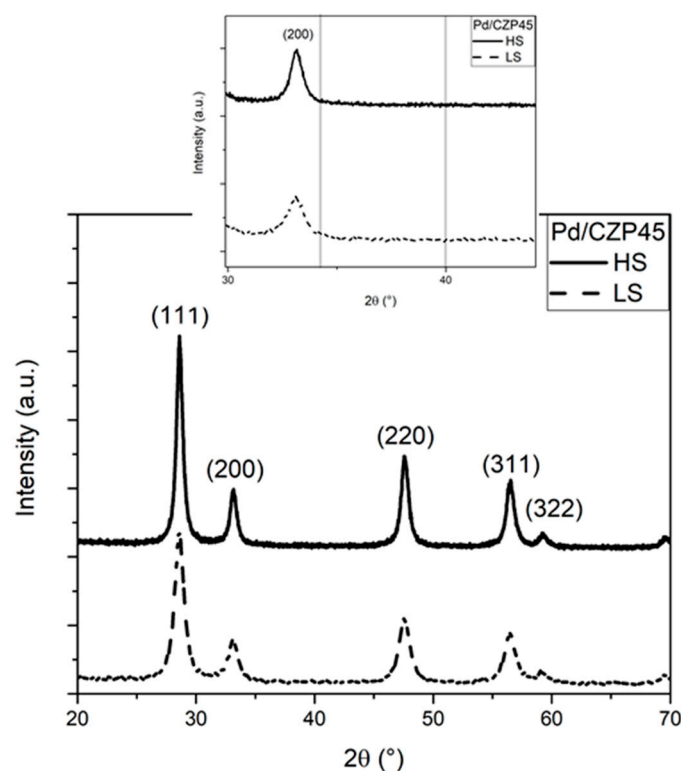 (200)
Pd/CZP45
HS
LS
Intensity (a.u.)
30
40
2θ (°)
Pd/CZP45
HS
LS
(111)
(200)
(220)
(311)
(322)
Intensity (a.u.)
20
30
40
50
60
70
2θ (°)